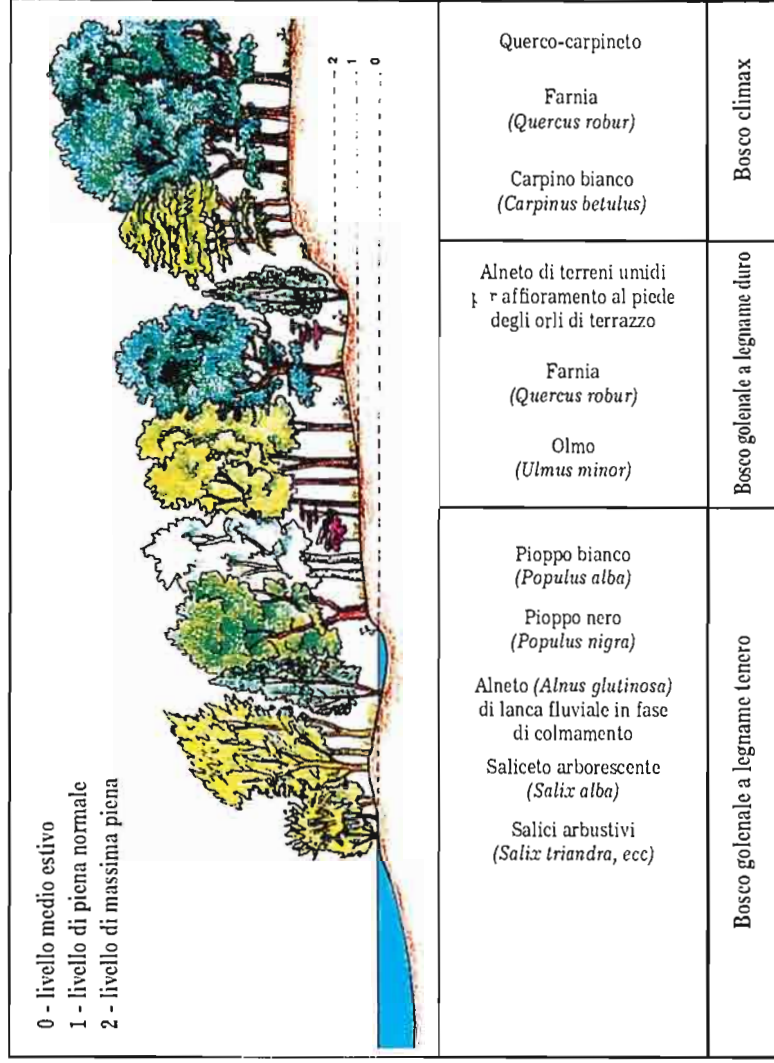 0 - livello medio estivo
1 - livello di piena normale
2 - livello di massima piena
2
1
0
Querco-carpineto
Farnia
(Quercus robur)
Carpino bianco
(Carpinus betulus)
Bosco climax
Alneto di terreni umidi
r affioramento al piede
degli orli di terrazzo
Farnia
(Quercus robur)
Olmo
(Ulmus minor)
Bosco golenale a legname duro
Pioppo bianco
(Populus alba)
Pioppo nero
(Populus nigra)
Alneto (Alnus glutinosa)
di lanca fluviale in fase
di colmamento
Saliceto arborescente
(Salix alba)
Salici arbustivi
(Salix triandra, ecc)
Bosco golenale a legname tenero